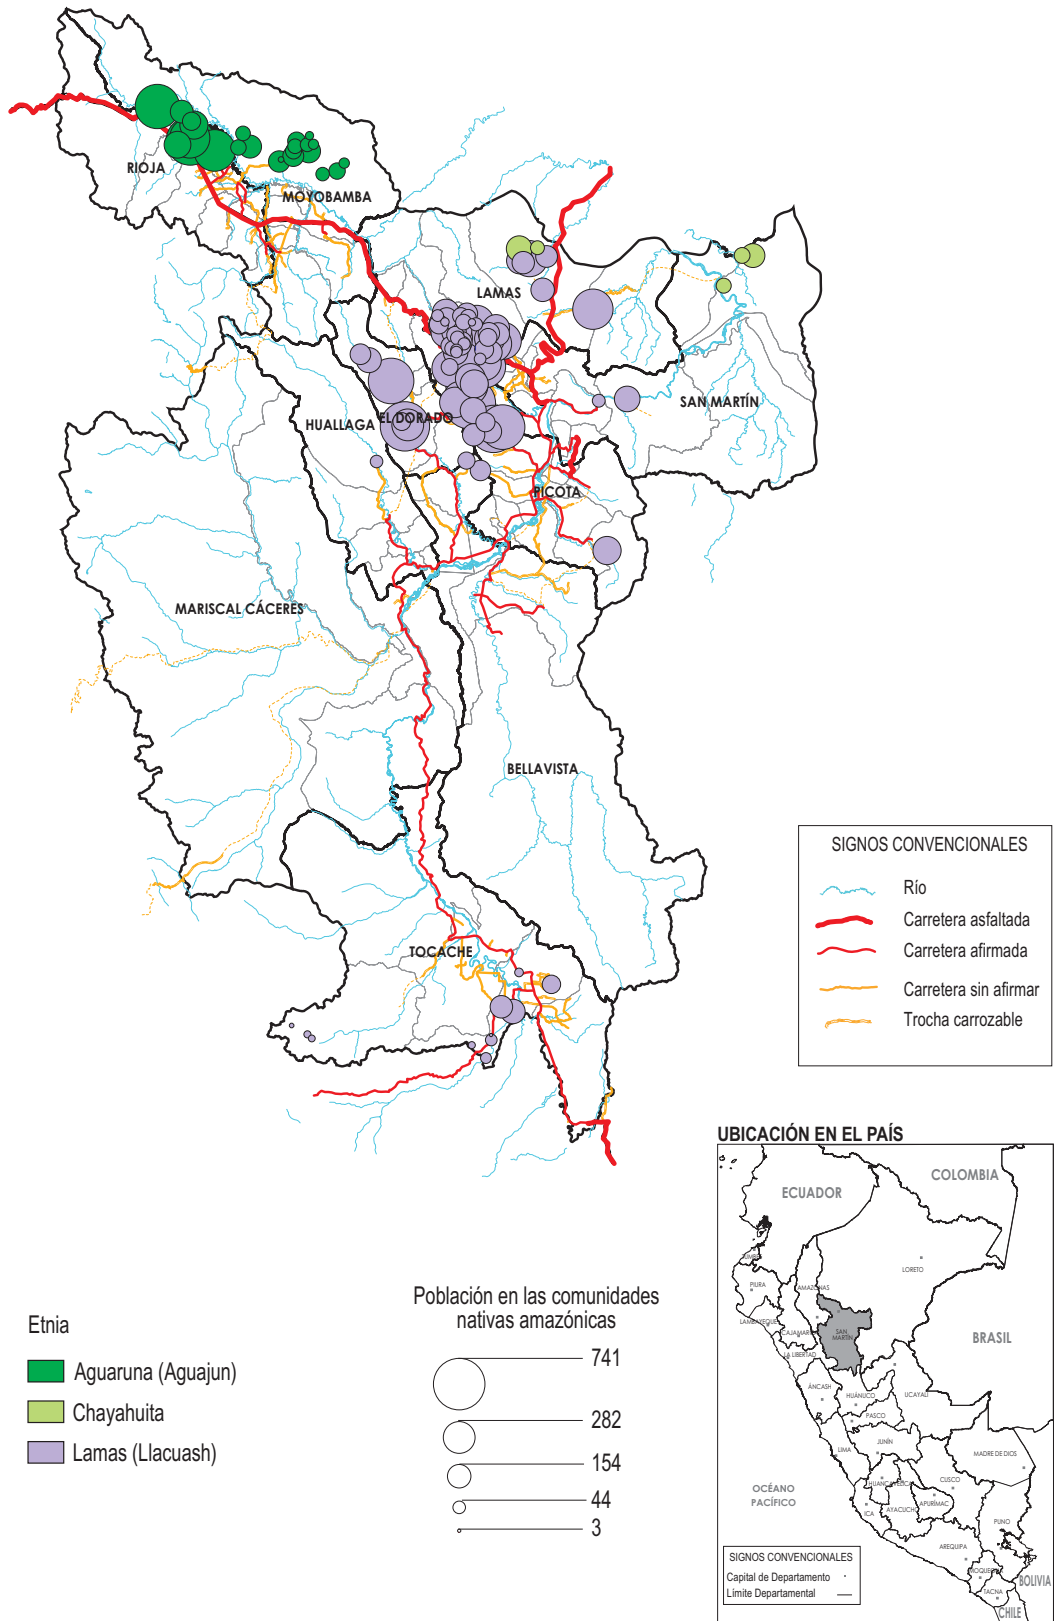 RIOJA
MOYOBAMBA
LAMAS
SAN MARTÍN
HUALLAGA
EL DORADO
PICOTA
MARISCAL CÁCERES
BELLAVISTA
TOCACHE
SIGNOS CONVENCIONALES
Río
Carretera asfaltada
Carretera afirmada
Carretera sin afirmar
Trocha carrozable
Etnia
Aguaruna (Aguajun)
Chayahuita
Lamas (Llacuash)
Población en las comunidades
nativas amazónicas
741
282
154
44
3
UBICACIÓN EN EL PAÍS
COLOMBIA
ECUADOR
LORETO
PIURA
AMAZONAS
LAMBAYEQUE
CAJAMARCA
SAN
MARTÍN
BRASIL
LA LIBERTAD
ÁNCASH
HUÁNUCO
UCAYALI
PASCO
LIMA
JUNÍN
MADRE DE DIOS
HUANCAVELICA
CUSCO
OCÉANO
PACÍFICO
ICA
AYACUCHO
APURÍMAC
PUNO
AREQUIPA
MOQUEGUA
BOLIVIA
TACNA
CHILE
SIGNOS CONVENCIONALES
Capital de Departamento
Límite Departamental